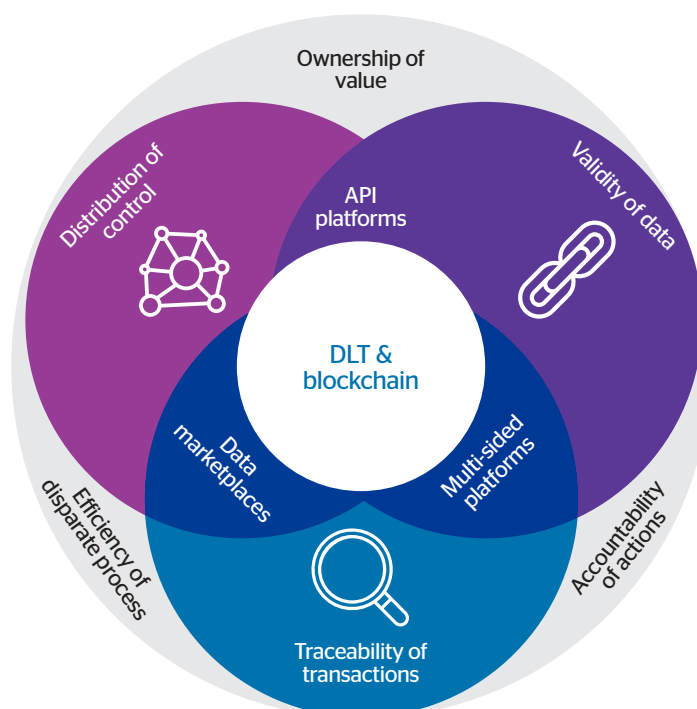 Ownership of
value
Distribution of
control
API
platforms
Validity of data
DLT &
blockchain
Data
marketplaces
Multi-sided
platforms
Efficiency of
disparate process
Accountability
of actions
Traceability of
transactions